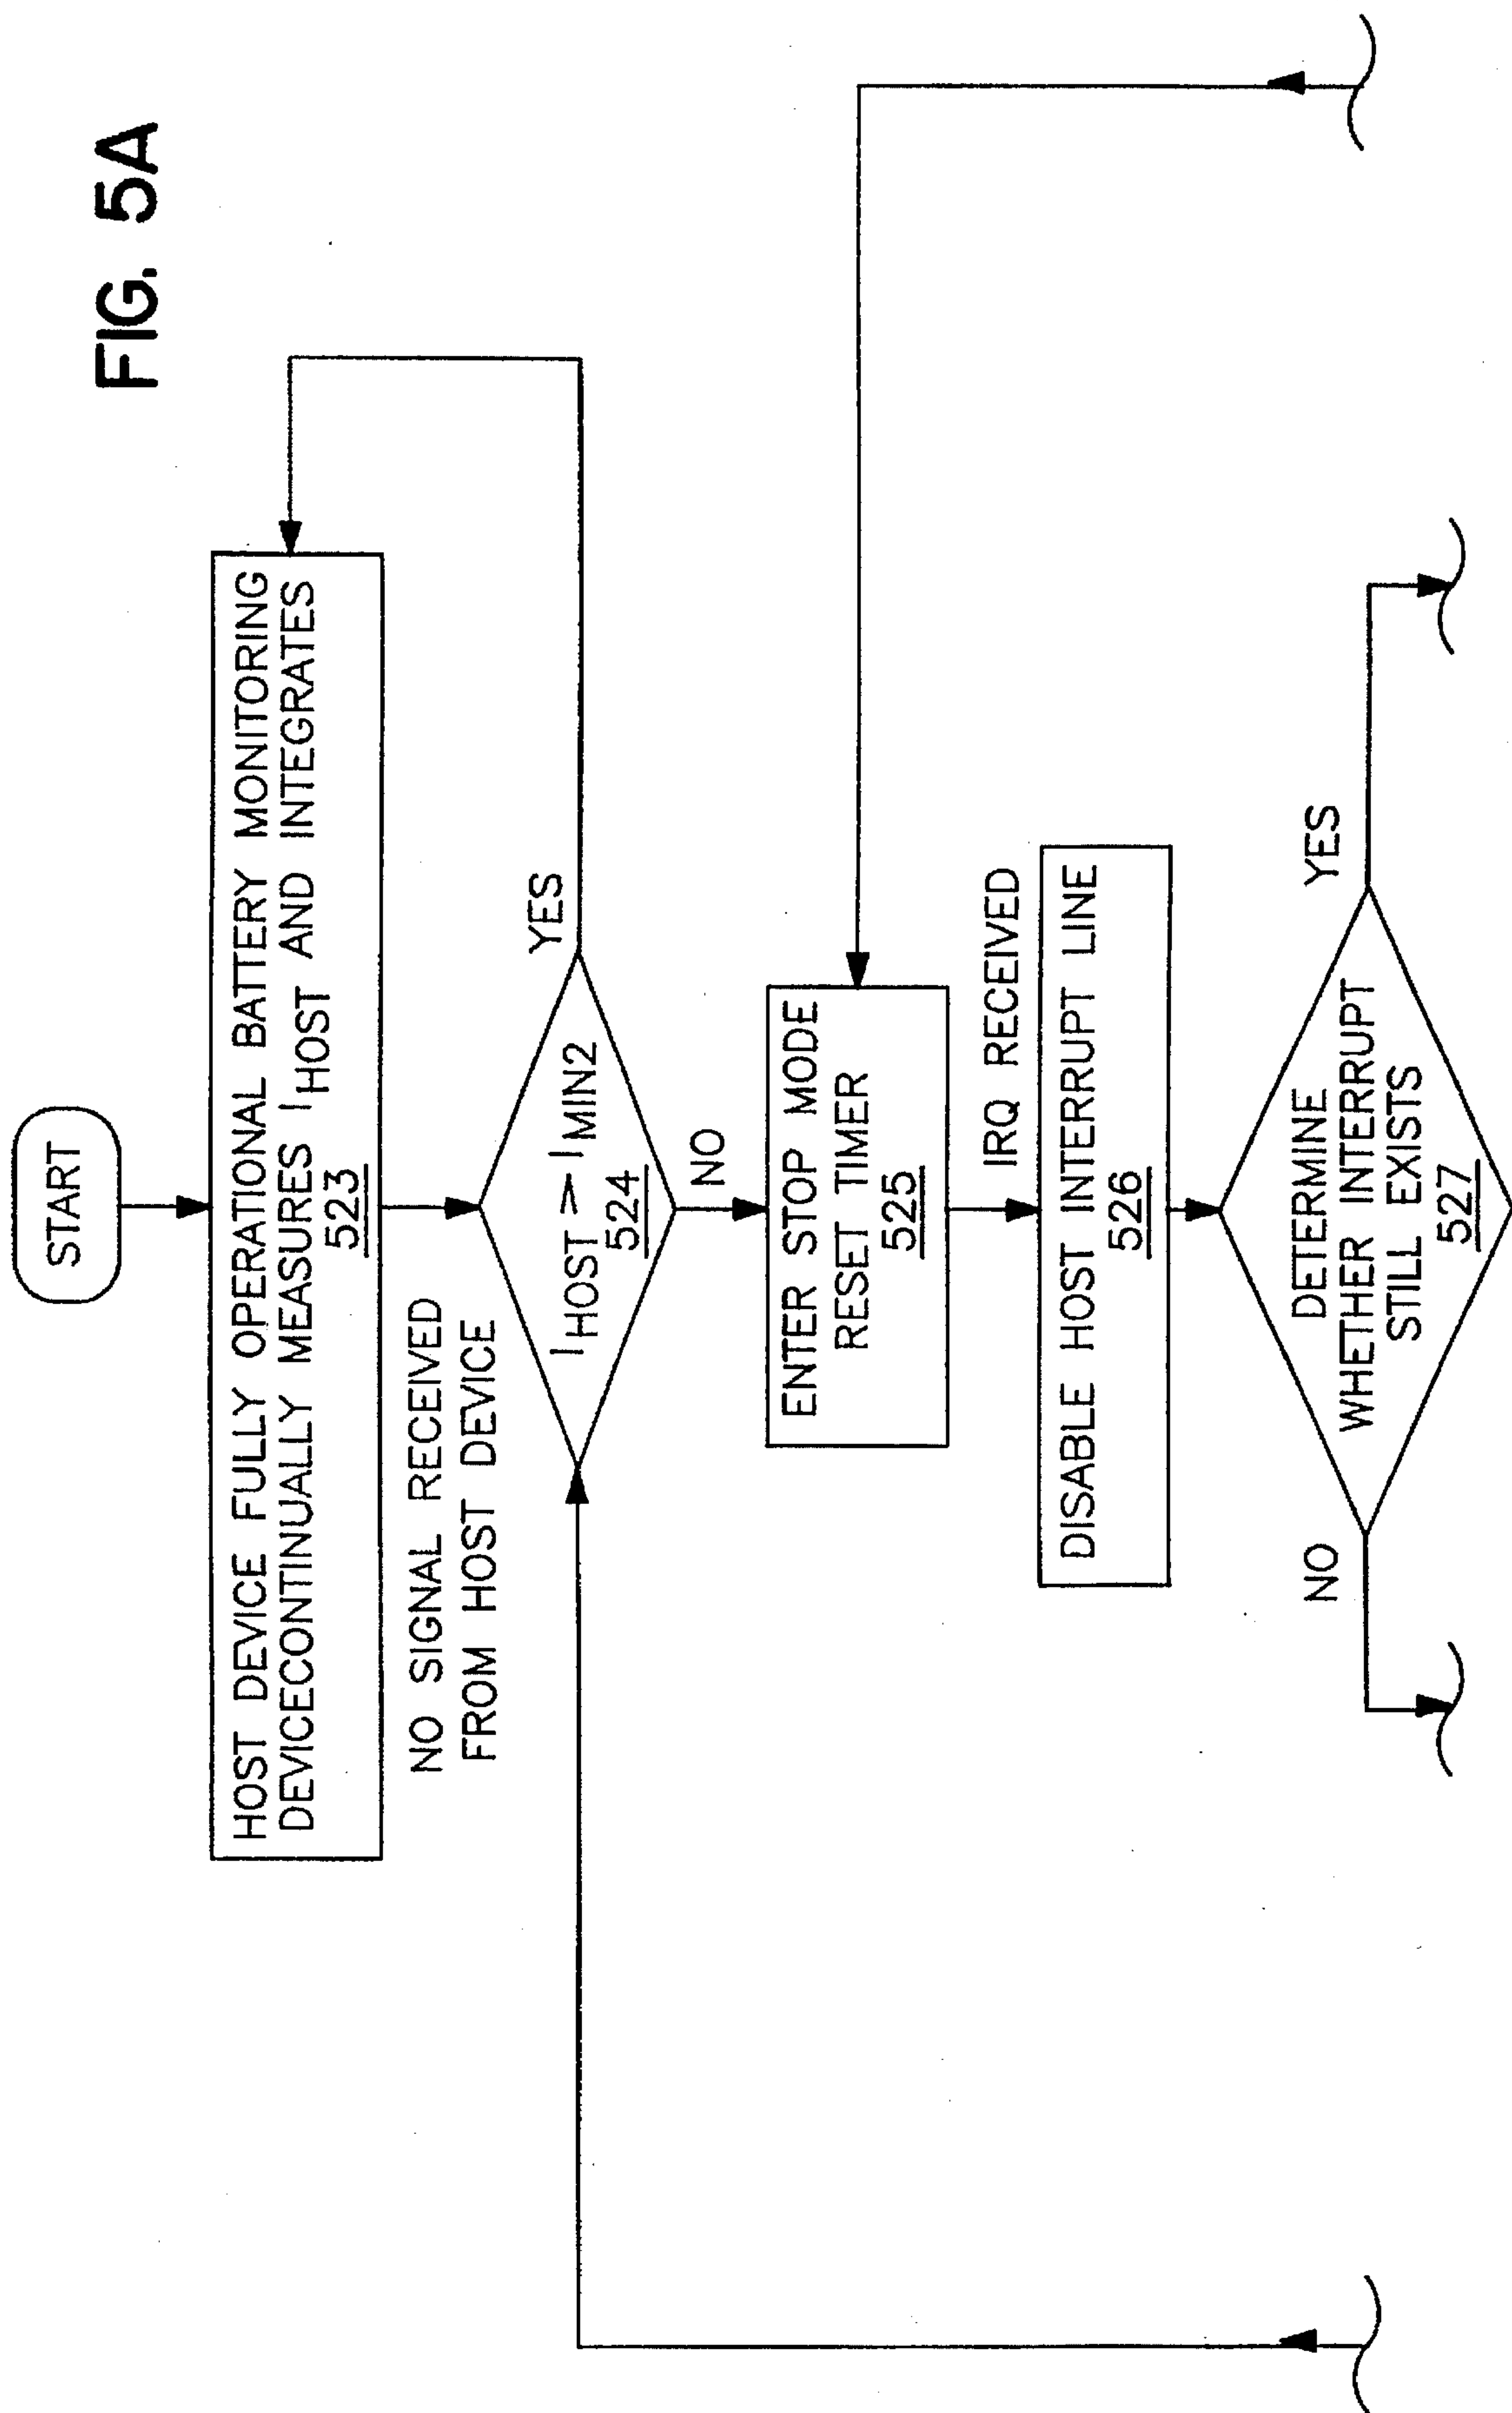 FIG. 5A
START
HOST DEVICE FULLY OPERATIONAL BATTERY MONITORING
DEVICECONTINUALLY MEASURES IHOST AND INTEGRATES
523
NO SIGNAL RECEIVED
FROM HOST DEVICE
IHOST > IMIN2
524
YES
NO
ENTER STOP MODE
RESET TIMER
525
IRQ RECEIVED
DISABLE HOST INTERRUPT LINE
526
DETERMINE
WHETHER INTERRUPT
STILL EXISTS
527
NO
YES